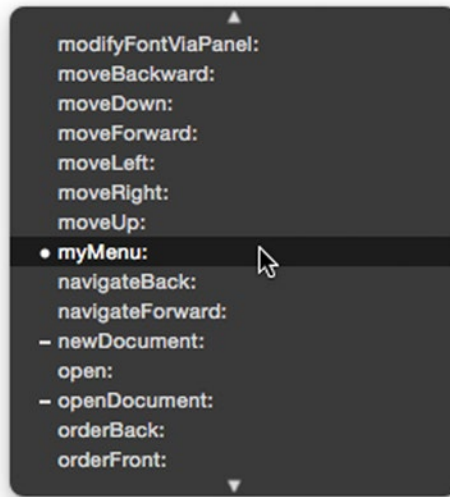 modifyFontViaPanel:
moveBackward:
moveDown:
moveForward:
moveLeft:
moveRight:
moveUp:
• myMenu:
navigateBack:
navigateForward:
– newDocument:
open:
– openDocument:
orderBack:
orderFront: